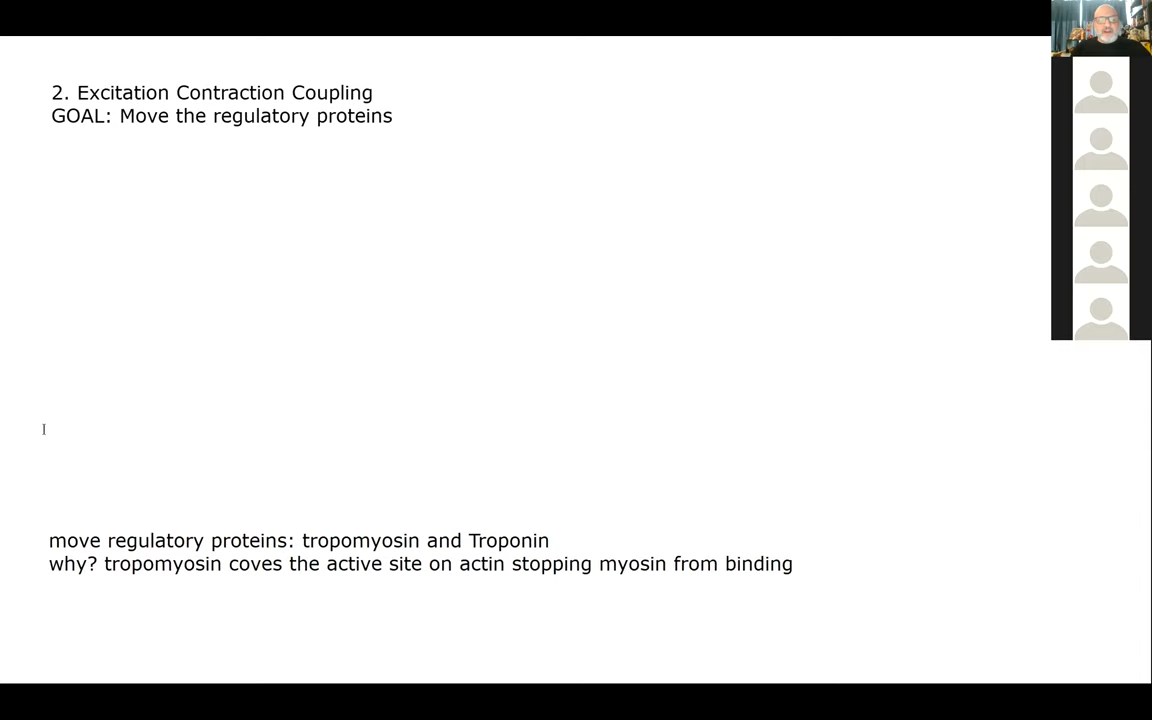 2. Excitation Contraction Coupling
GOAL: Move the regulatory proteins
move regulatory proteins: tropomyosin and Troponin
why? tropomyosin coves the active site on actin stopping myosin from binding